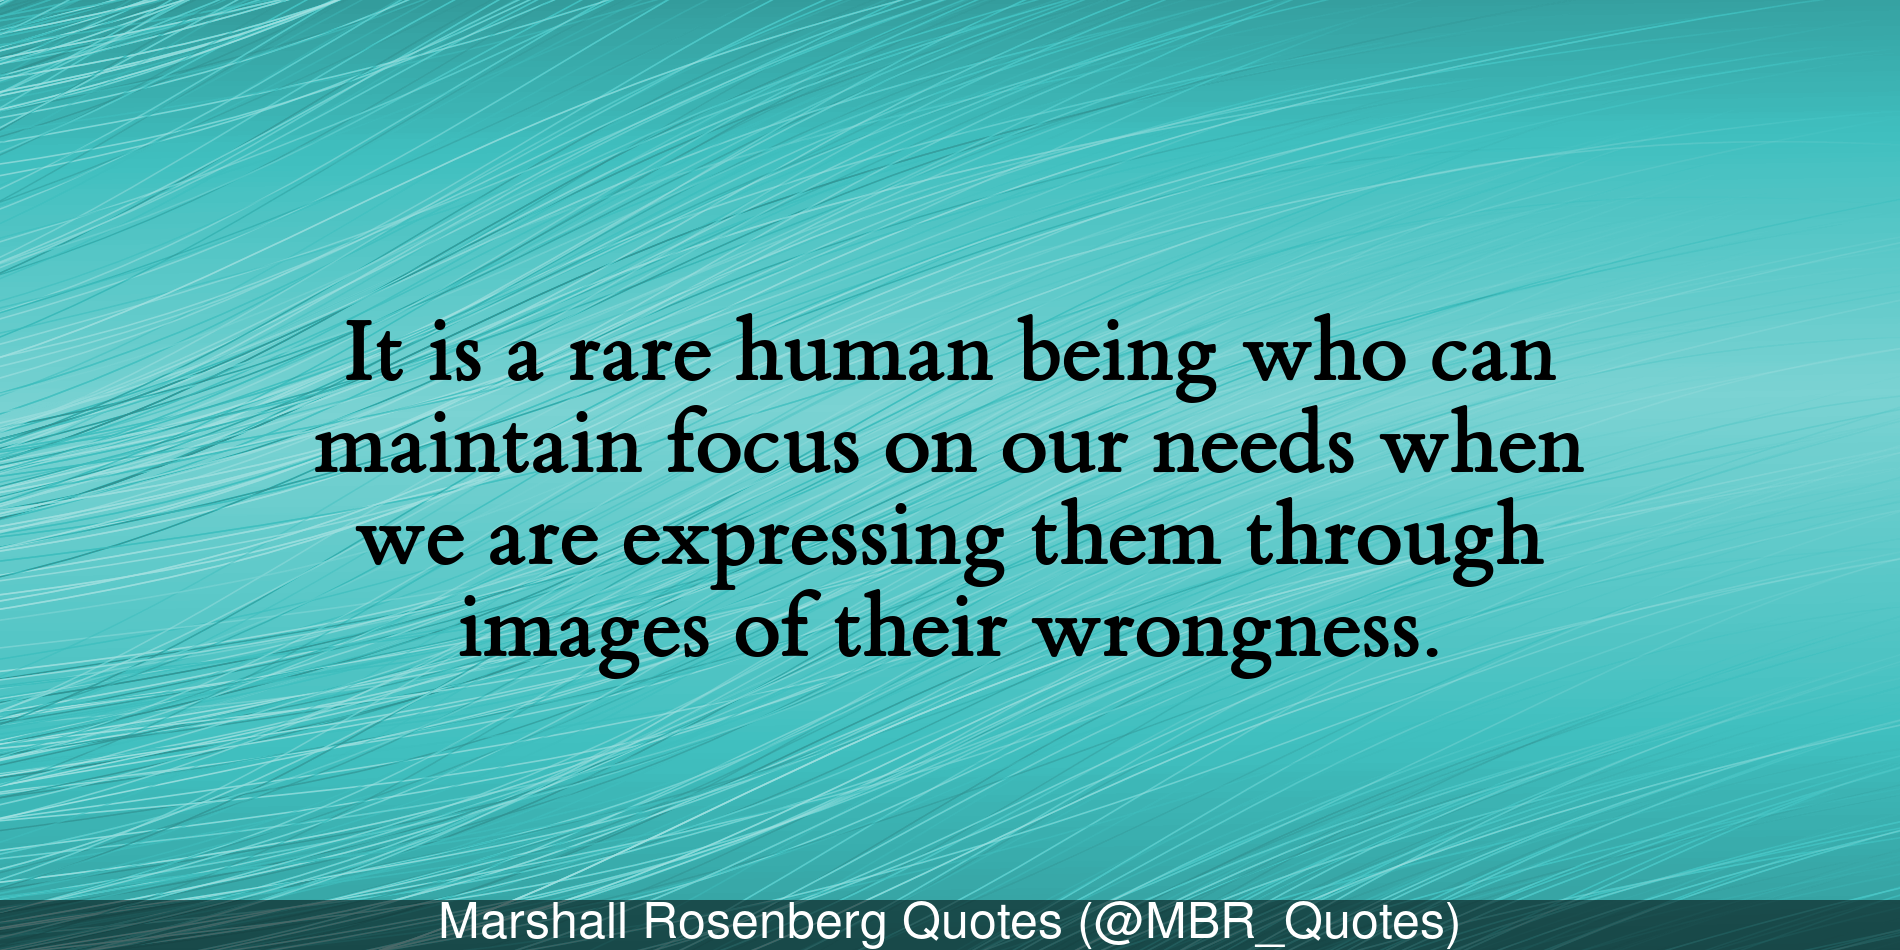 It is a rare human being who can
maintain focus on our needs when
we are expressing them through
images of their wrongness.
Marshall Rosenberg Quotes (@MBR_Quotes)